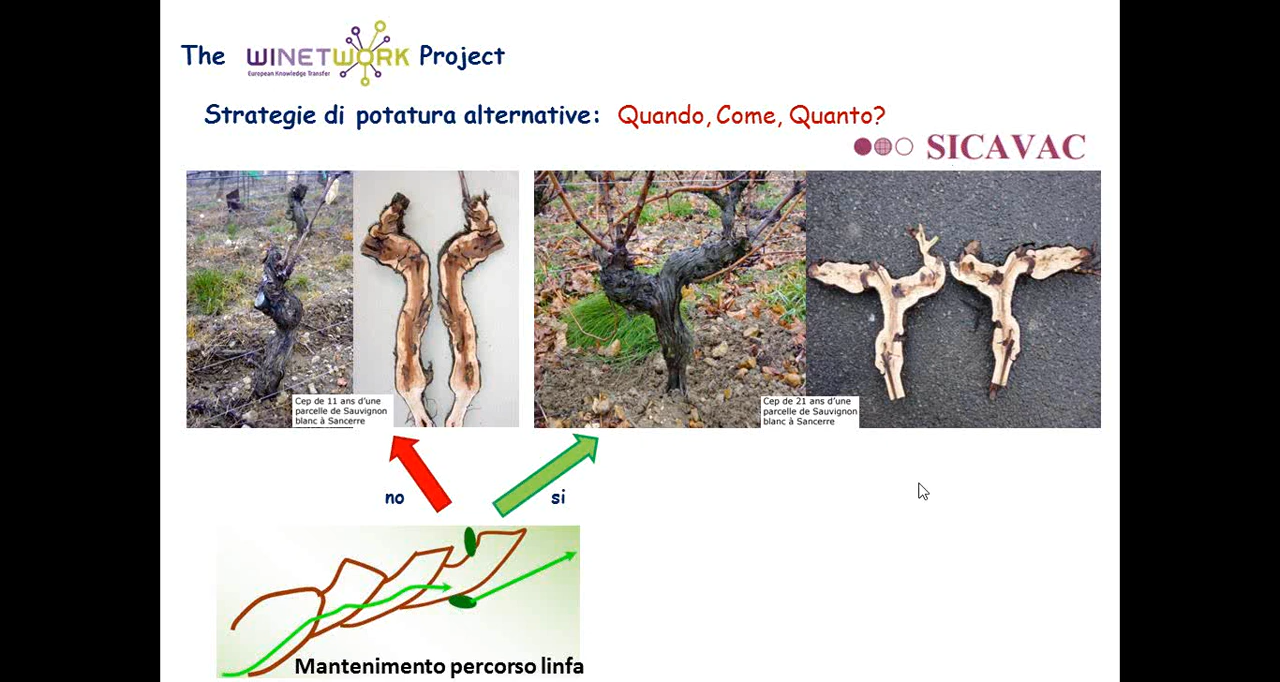 The WINETWORK Project
European Knowledge Transfer
Strategie di potatura alternative: Quando, Come, Quanto?
SICAVAC
Cep de 11 ans d'une
parcelle de Sauvignon
blanc à Sancerre
Cep de 21 ans d'une
parcelle de Sauvignon
blanc à Sancerre
no
si
Mantenimento percorso linfa